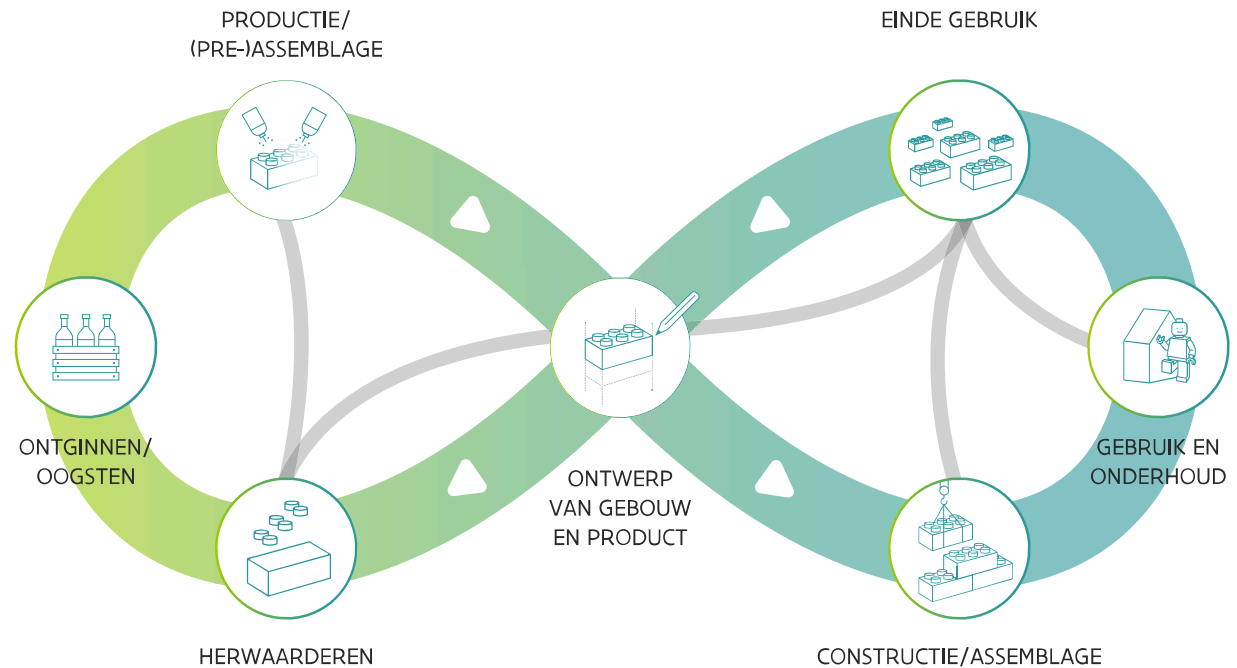 PRODUCTIE/
(PRE-)ASSEMBLAGE
EINDE GEBRUIK
ONTGINNEN/
OOGSTEN
ONTWERP
VAN GEBOUW
EN PRODUCT
GEBRUIK EN
ONDERHOUD
HERWAARDEREN
CONSTRUCTIE/ASSEMBLAGE